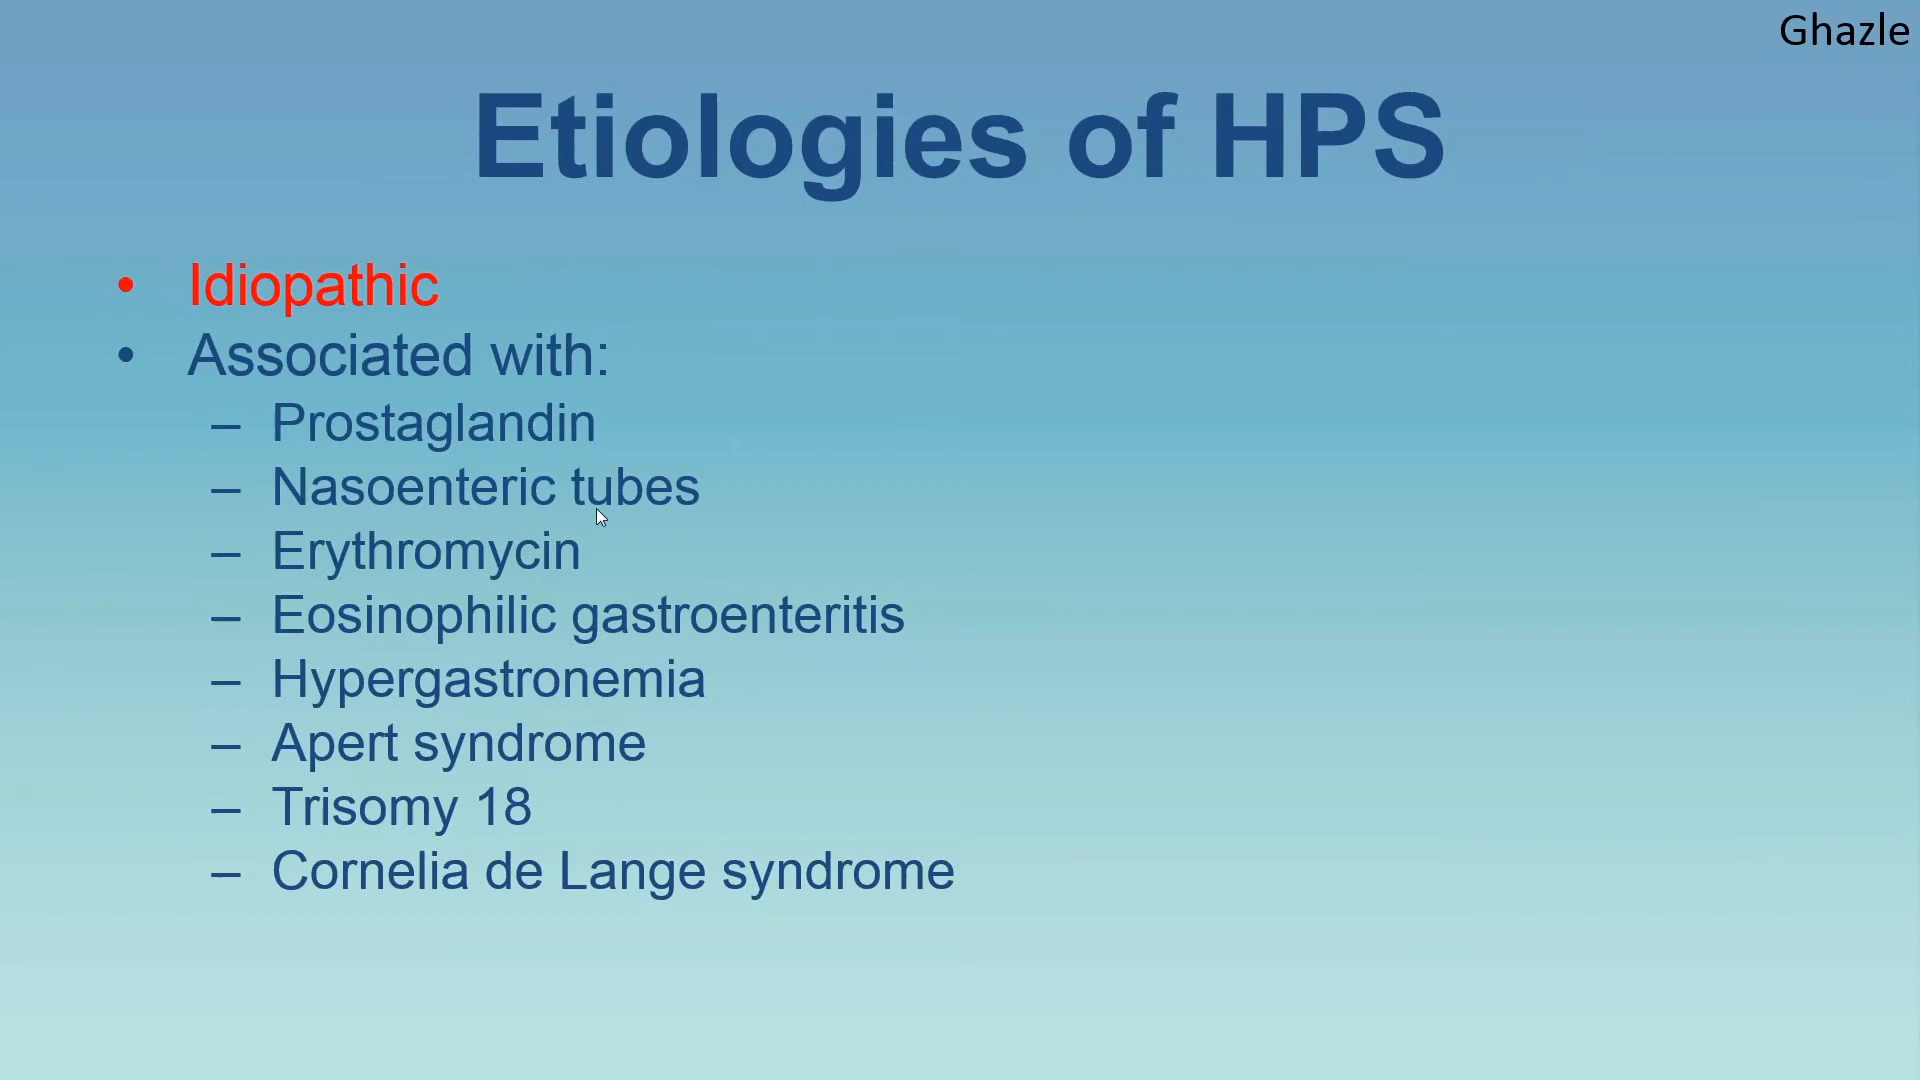 Ghazle
Etiologies of HPS
• Idiopathic
• Associated with:
– Prostaglandin
– Nasoenteric tubes
– Erythromycin
– Eosinophilic gastroenteritis
– Hypergastronemia
– Apert syndrome
– Trisomy 18
– Cornelia de Lange syndrome